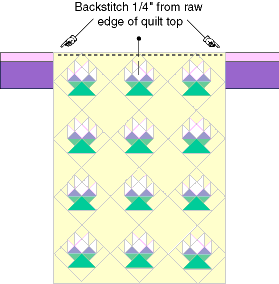 Backstitch 1/4" from raw
edge of quilt top